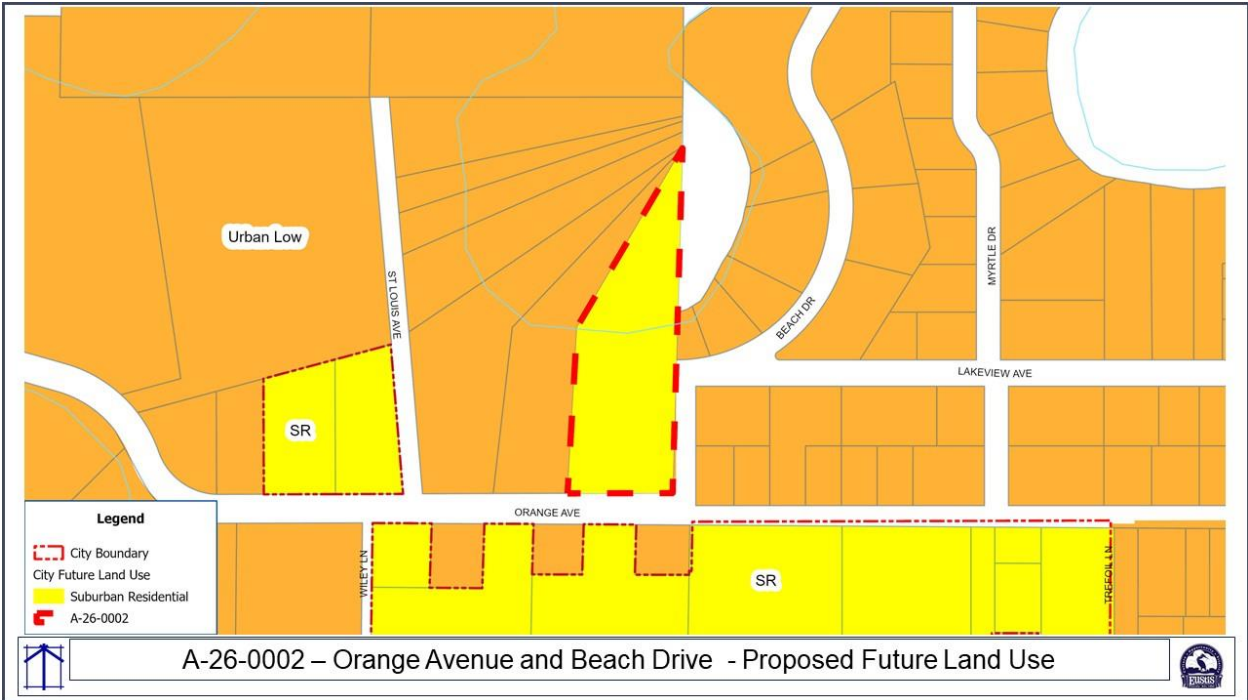 Urban Low
ST LOUIS AVE
BEACH DR
MYRTLE DR
LAKEVIEW AVE
SR
ORANGE AVE
WILEY LN
SR
TREFOIL LN
Legend
City Boundary
City Future Land Use
Suburban Residential
A-26-0002
A-26-0002 – Orange Avenue and Beach Drive - Proposed Future Land Use
EUSTIS